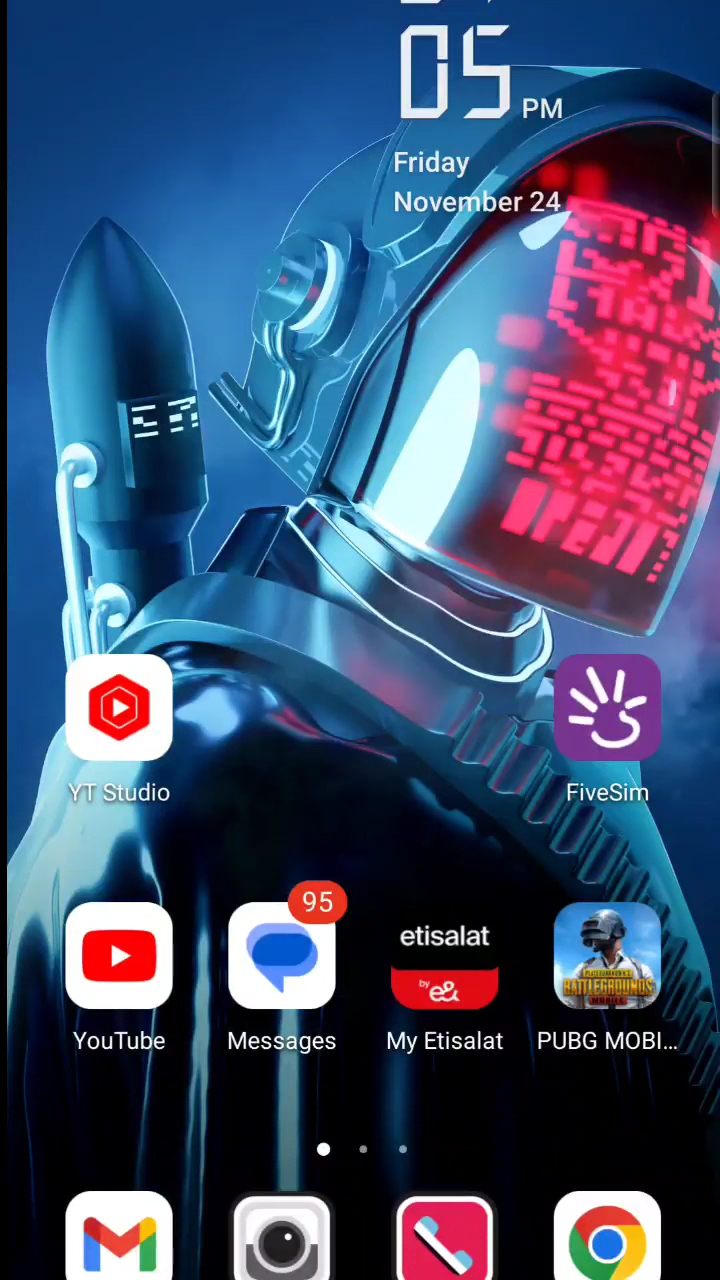 05 PM
Friday
November 24
YT Studio
FiveSim
95
etisalat
by e&
PLAYERUNKNOWN'S
BATTLEGROUNDS
MOBILE
YouTube
Messages
My Etisalat
PUBG MOBI...